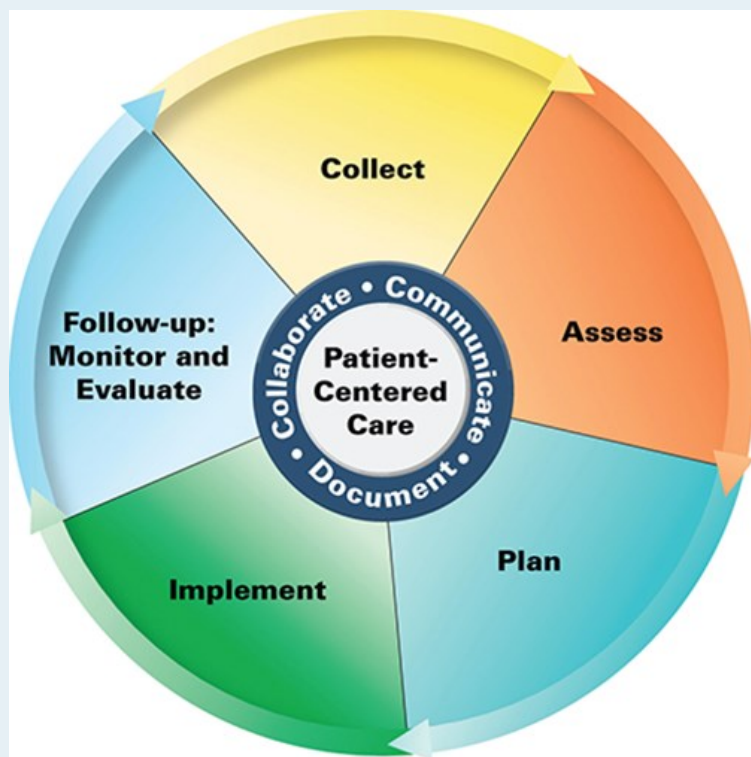 Collect
Assess
Plan
Implement
Follow-up:
Monitor and
Evaluate
Collaborate • Communicate • Document •
Patient-
Centered
Care